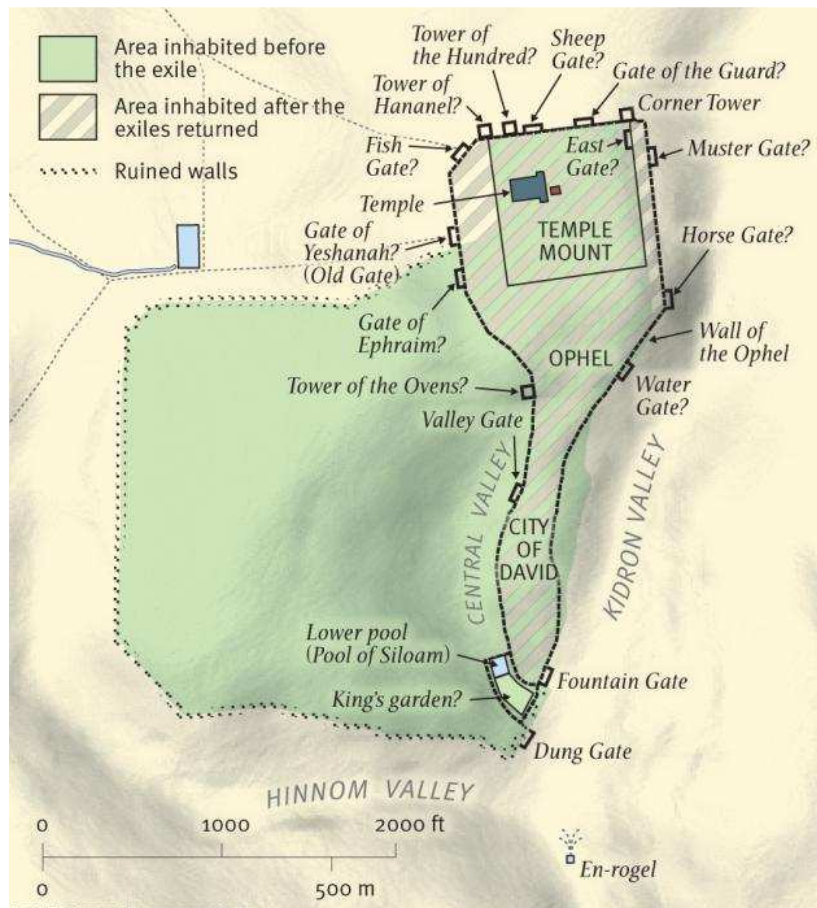 Area inhabited before
the exile
Area inhabited after the
exiles returned
Ruined walls
Tower of
the Hundred?
Sheep
Gate?
Gate of the Guard?
Tower of
Hananel?
Corner Tower
Fish
Gate?
East
Gate?
Muster Gate?
Temple
TEMPLE
MOUNT
Gate of
Yeshanah?
(Old Gate)
Horse Gate?
Gate of
Ephraim?
Wall of
the Ophel
OPHEL
Tower of the Ovens?
Water
Gate?
Valley Gate
CENTRAL VALLEY
KIDRON VALLEY
CITY
OF
DAVID
Lower pool
(Pool of Siloam)
Fountain Gate
King's garden?
Dung Gate
HINNOM VALLEY
0 1000 2000 ft
0 500 m
En-rogel